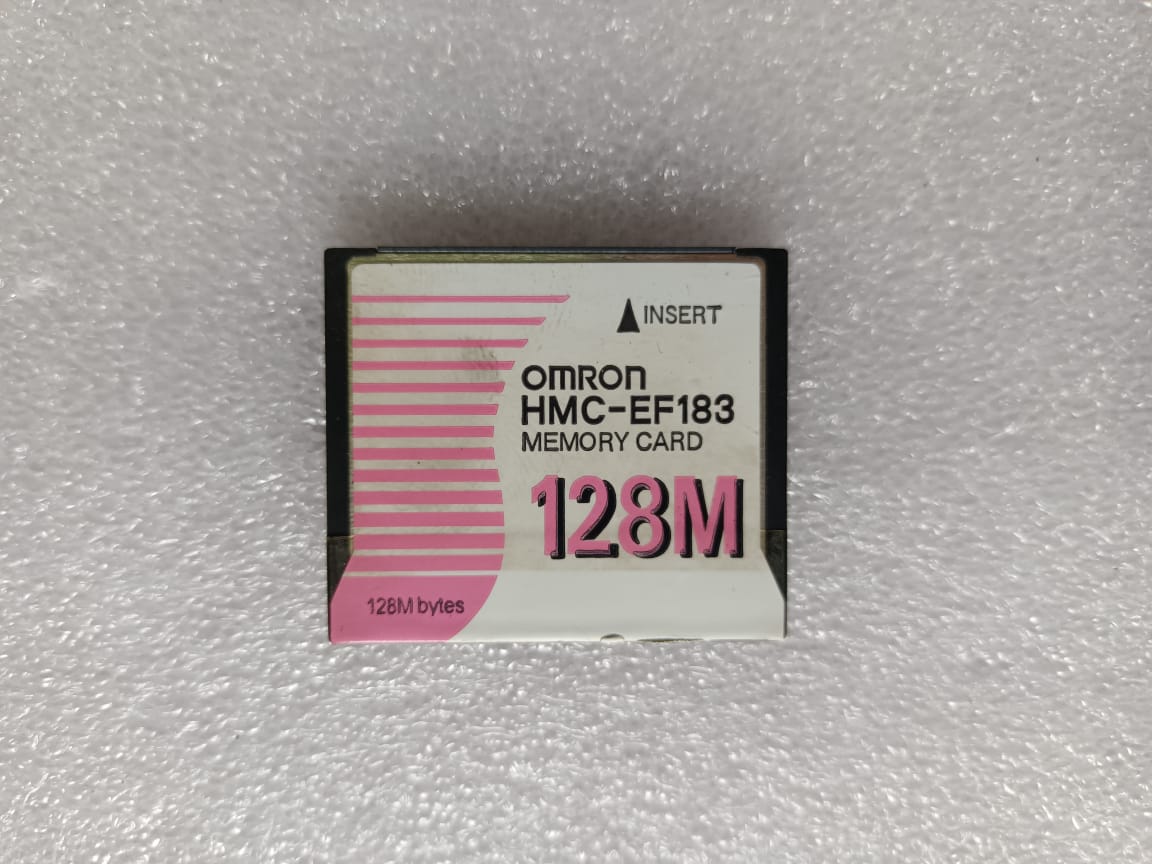 INSERT
omron
HMC-EF183
MEMORY CARD
128M
128M bytes